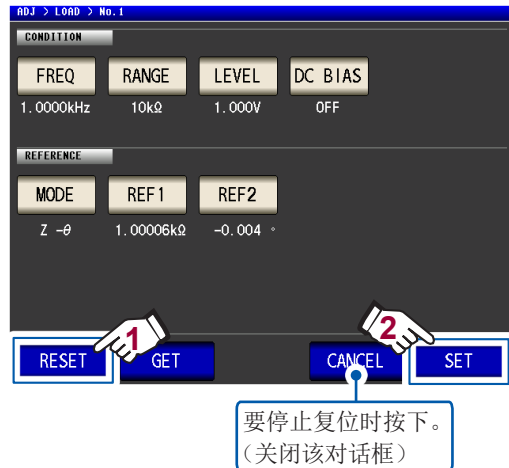 ADJ > LOAD > No.1
CONDITION
FREQ RANGE LEVEL DC BIAS
1.0000kHz 10kΩ 1.000V OFF
REFERENCE
MODE REF1 REF2
Z -θ 1.00006kΩ -0.004 °
1 2
RESET GET CANCEL SET
要停止复位时按下。
（关闭该对话框）